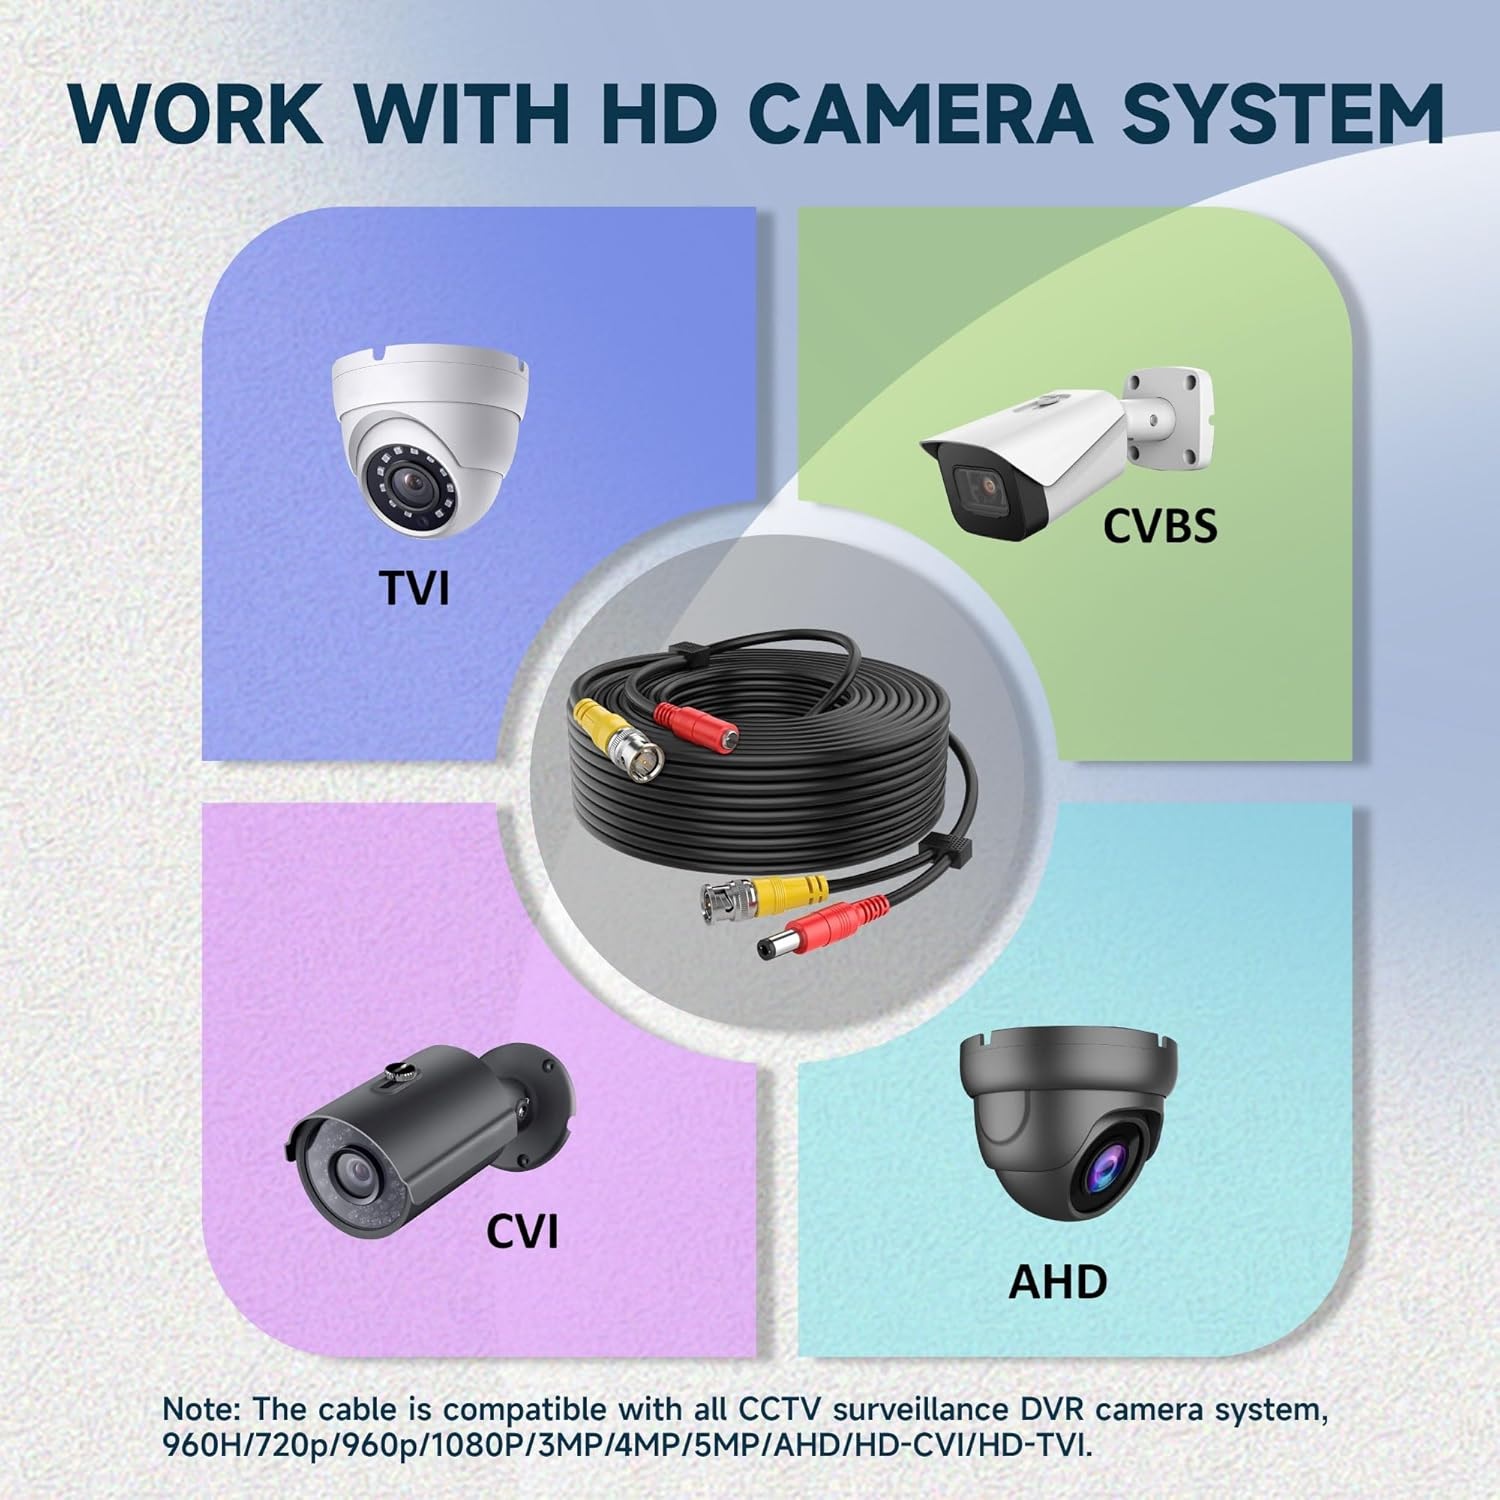 WORK WITH HD CAMERA SYSTEM
TVI
CVBS
CVI
AHD
Note: The cable is compatible with all CCTV surveillance DVR camera system,
960H/720p/960p/1080P/3MP/4MP/5MP/AHD/HD-CVI/HD-TVI.